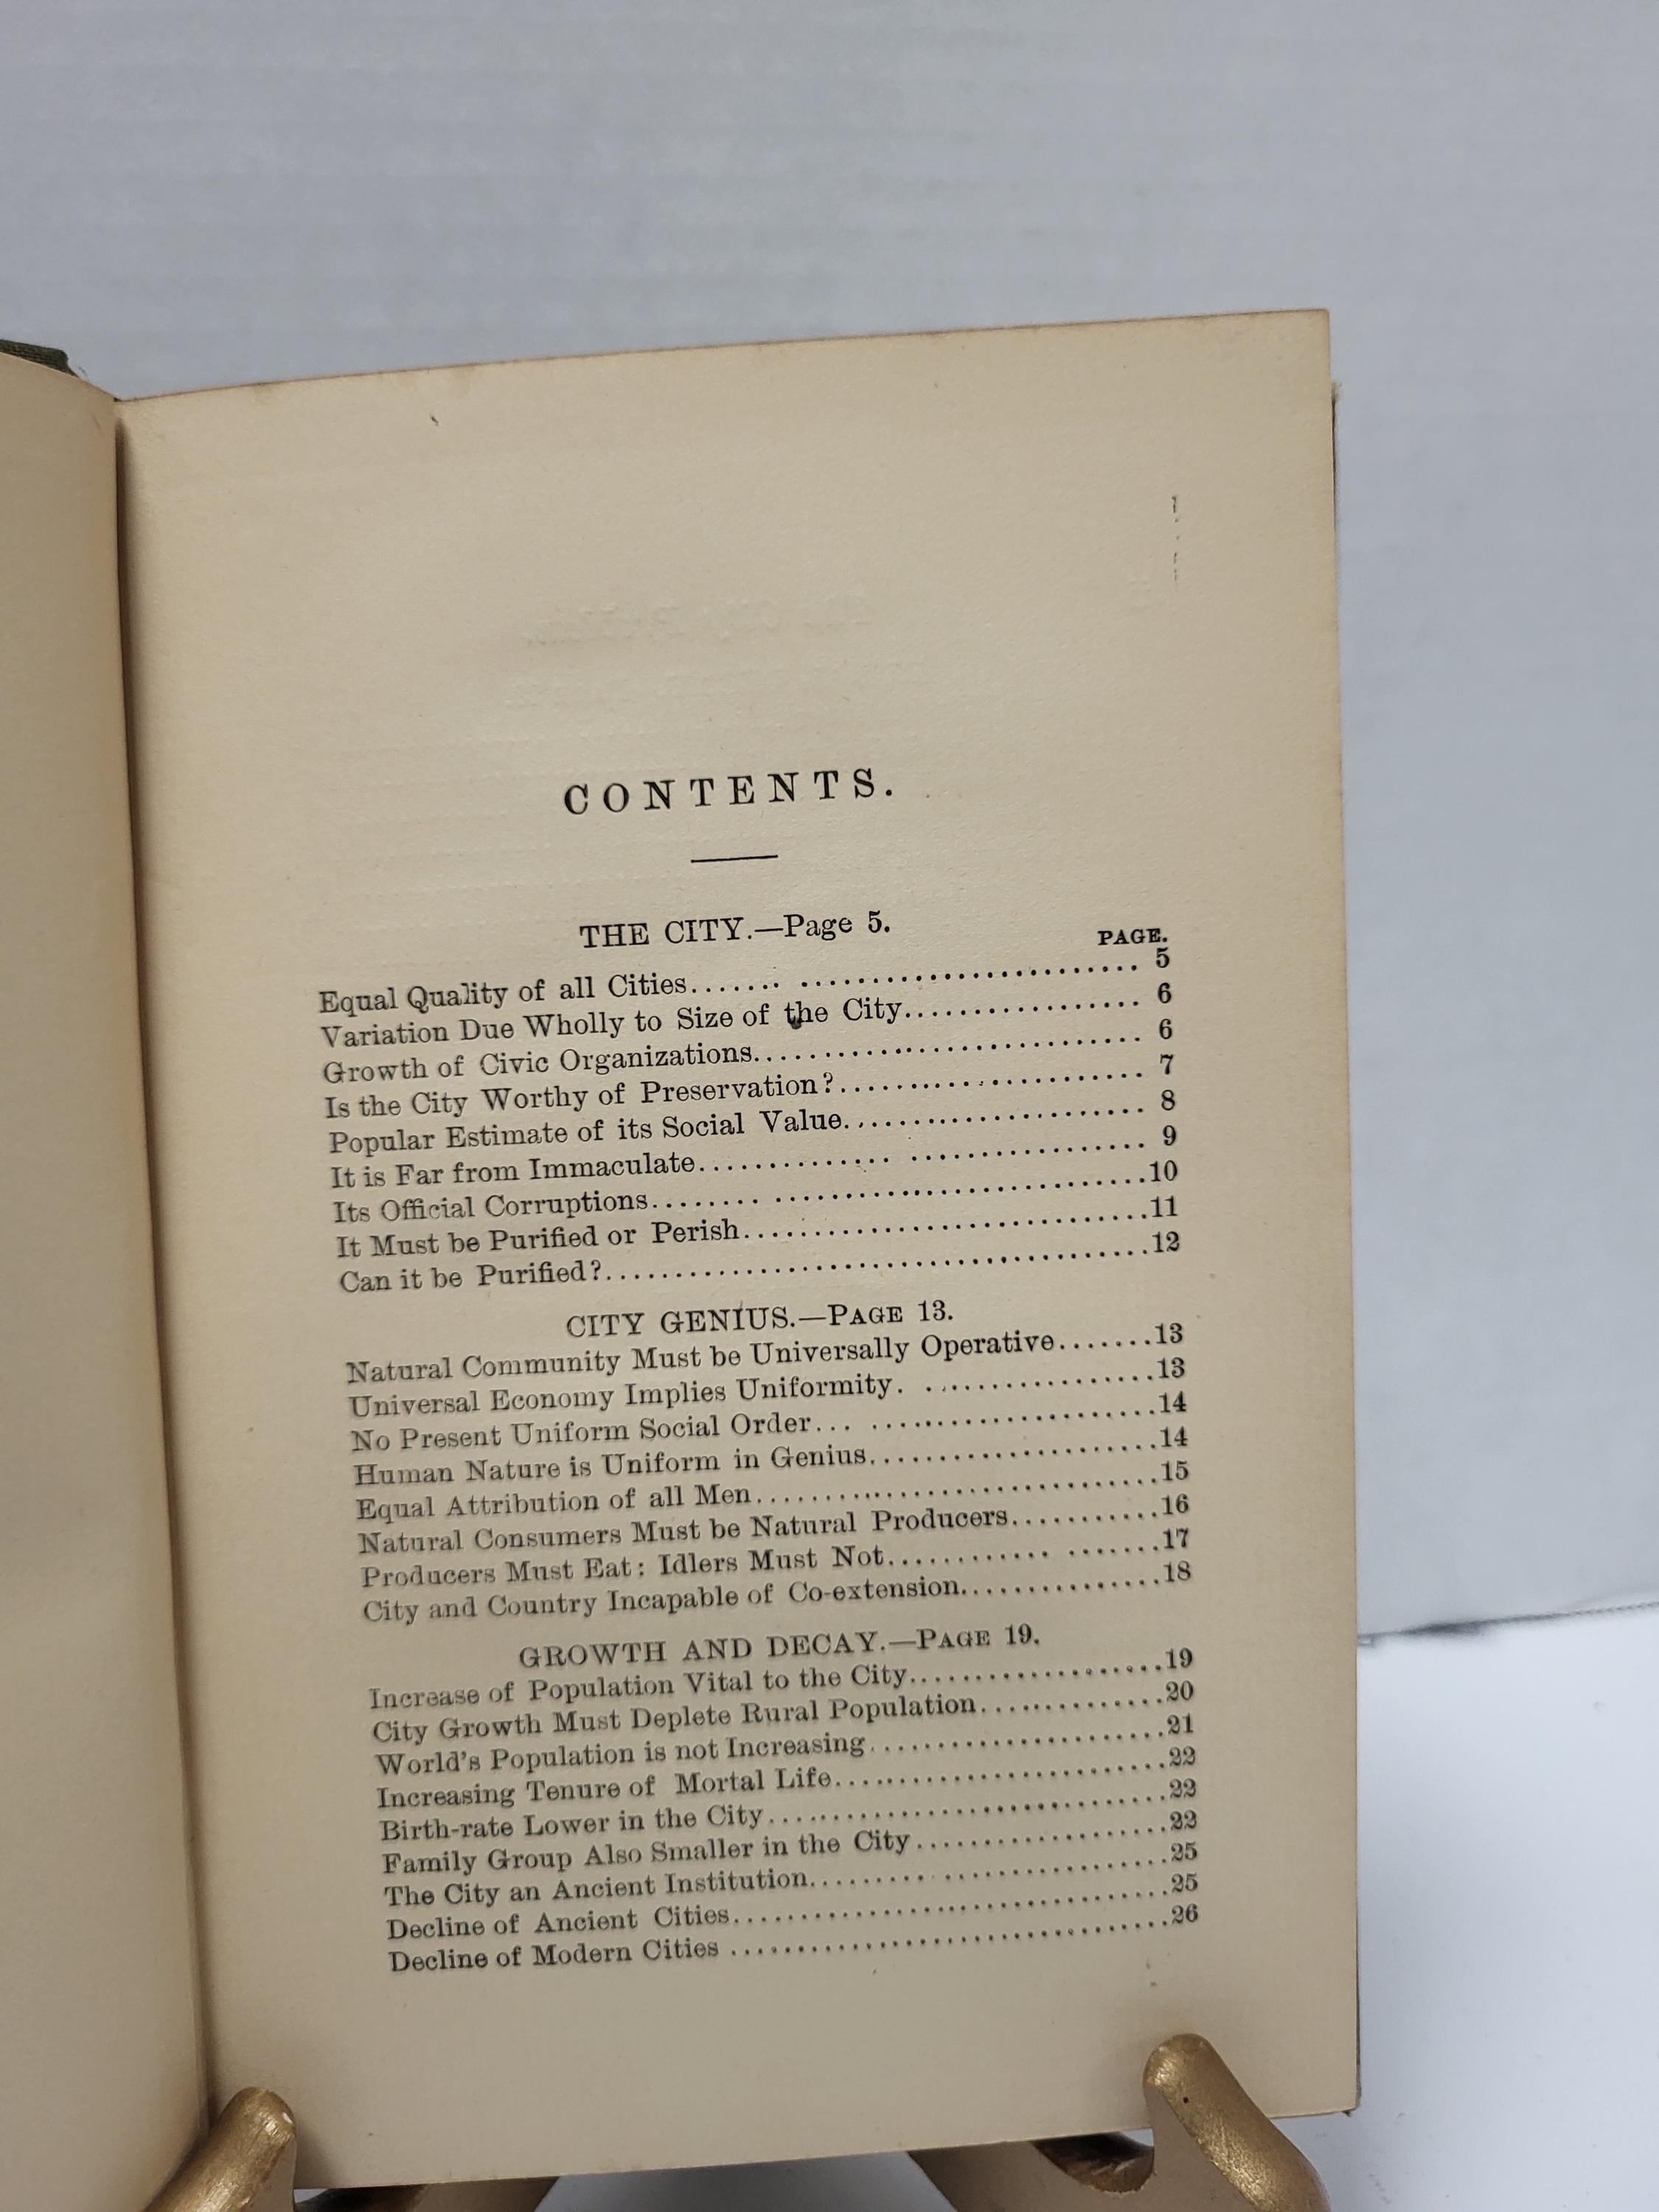 CONTENTS.
THE CITY.—Page 5.
PAGE.
Equal Quality of all Cities....... .......................... 5
Variation Due Wholly to Size of the City.................. 6
Growth of Civic Organizations............................. 6
Is the City Worthy of Preservation?....................... 7
Popular Estimate of its Social Value...................... 8
It is Far from Immaculate.............. .................. 9
Its Official Corruptions........ ............................10
It Must be Purified or Perish..............................11
Can it be Purified?........................................12
CITY GENIUS.—PAGE 13.
Natural Community Must be Universally Operative.......13
Universal Economy Implies Uniformity. ..................13
No Present Uniform Social Order... ......................14
Human Nature is Uniform in Genius......................14
Equal Attribution of all Men...............................15
Natural Consumers Must be Natural Producers...........16
Producers Must Eat: Idlers Must Not............ .......17
City and Country Incapable of Co-extension...............18
GROWTH AND DECAY.—PAGE 19.
Increase of Population Vital to the City...................19
City Growth Must Deplete Rural Population..............20
World's Population is not Increasing......................21
Increasing Tenure of Mortal Life.........................22
Birth-rate Lower in the City..............................22
Family Group Also Smaller in the City...................22
The City an Ancient Institution...........................25
Decline of Ancient Cities.................................25
Decline of Modern Cities .................................26